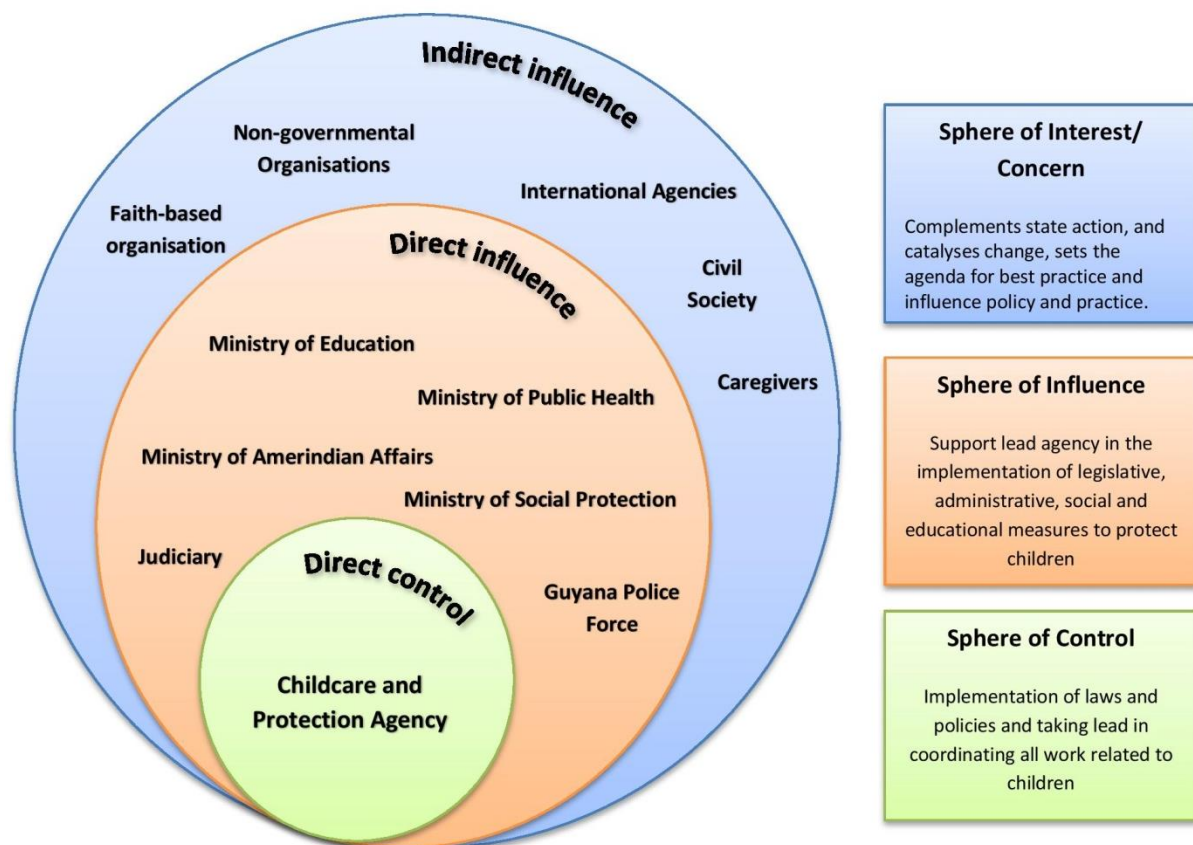 Indirect influence
Non-governmental
Organisations
International Agencies
Faith-based
organisation
Direct influence
Civil
Society
Ministry of Education
Caregivers
Ministry of Public Health
Ministry of Amerindian Affairs
Ministry of Social Protection
Judiciary
Direct control
Guyana Police
Force
Childcare and
Protection Agency
Sphere of Interest/
Concern
Complements state action, and
catalyses change, sets the
agenda for best practice and
influence policy and practice.
Sphere of Influence
Support lead agency in the
implementation of legislative,
administrative, social and
educational measures to protect
children
Sphere of Control
Implementation of laws and
policies and taking lead in
coordinating all work related to
children